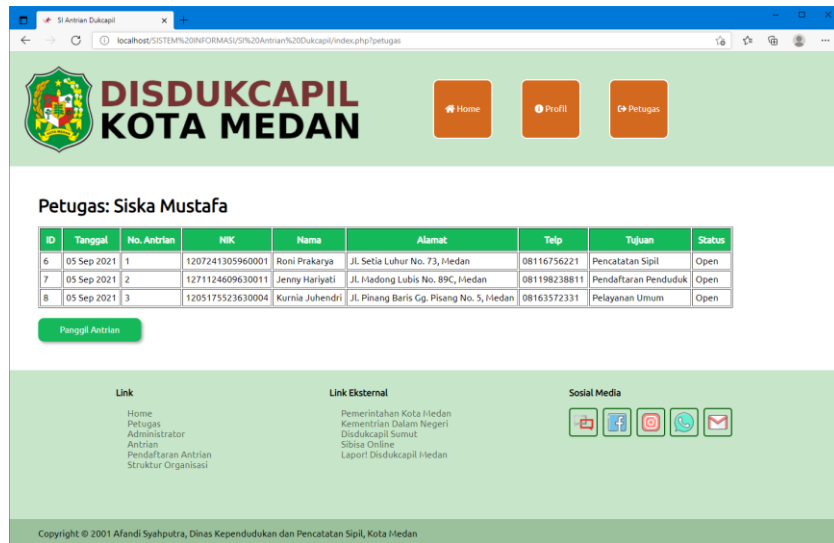 SI Antrian Dukcapil
localhost/SISTEM%20INFORMASI/SI%20Antrian%20Dukcapil/index.php?petugas
DISDUKCAPIL
KOTA MEDAN
Home
Profil
Petugas
Petugas: Siska Mustafa
ID Tanggal No. Antrian NIK Nama Alamat Telp Tujuan Status
6 05 Sep 2021 1 1207241305960001 Roni Prakarya Jl. Setia Luhur No. 73, Medan 08116756221 Pencatatan Sipil Open
7 05 Sep 2021 2 1271124609630011 Jenny Hariyati Jl. Madong Lubis No. 89C, Medan 081198238811 Pendaftaran Penduduk Open
8 05 Sep 2021 3 1205175523630004 Kurnia Juhendri Jl. Pinang Baris Gg. Pisang No. 5, Medan 08163572331 Pelayanan Umum Open
Panggil Antrian
Link
Home
Petugas
Administrator
Antrian
Pendaftaran Antrian
Struktur Organisasi
Link Eksternal
Pemerintahan Kota Medan
Kementrian Dalam Negeri
Disdukcapil Sumut
Sibisa Online
Lapor! Disdukcapil Medan
Sosial Media
Copyright © 2001 Afandi Syahputra, Dinas Kependudukan dan Pencatatan Sipil, Kota Medan